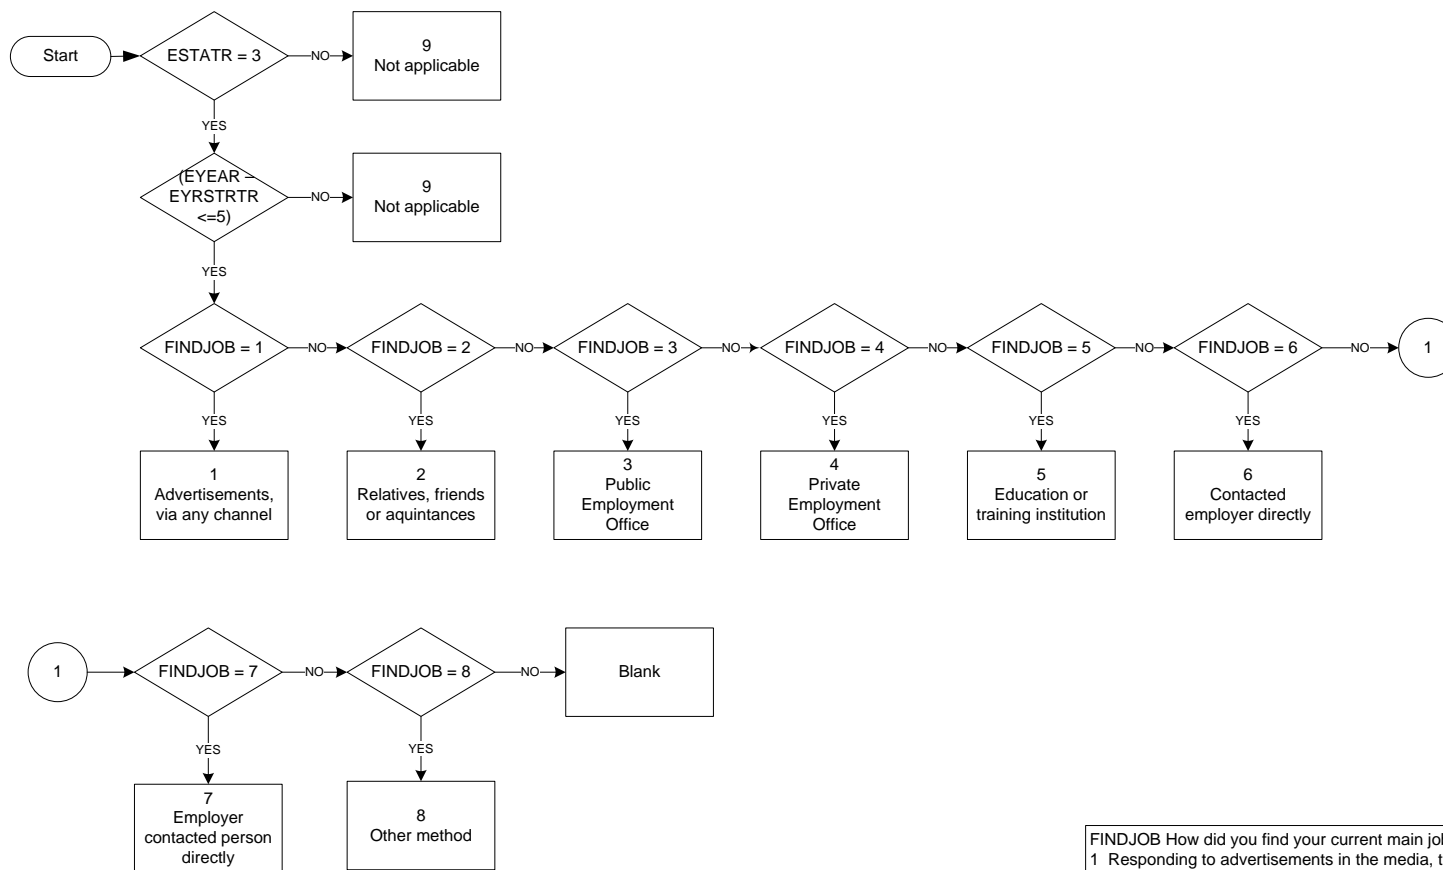 Start
ESTATR = 3
NO
9
Not applicable
YES
(EYEAR –
EYRSTRTR
<=5)
NO
9
Not applicable
YES
FINDJOB = 1
NO
FINDJOB = 2
NO
FINDJOB = 3
NO
FINDJOB = 4
NO
FINDJOB = 5
NO
FINDJOB = 6
NO
1
YES
YES
YES
YES
YES
YES
1
Advertisements,
via any channel
2
Relatives, friends
or aquintances
3
Public
Employment
Office
4
Private
Employment
Office
5
Education or
training institution
6
Contacted
employer directly
1
FINDJOB = 7
NO
FINDJOB = 8
NO
Blank
YES
YES
7
Employer
contacted person
directly
8
Other method
FINDJOB How did you find your current main jo
1 Responding to advertisements in the media, t